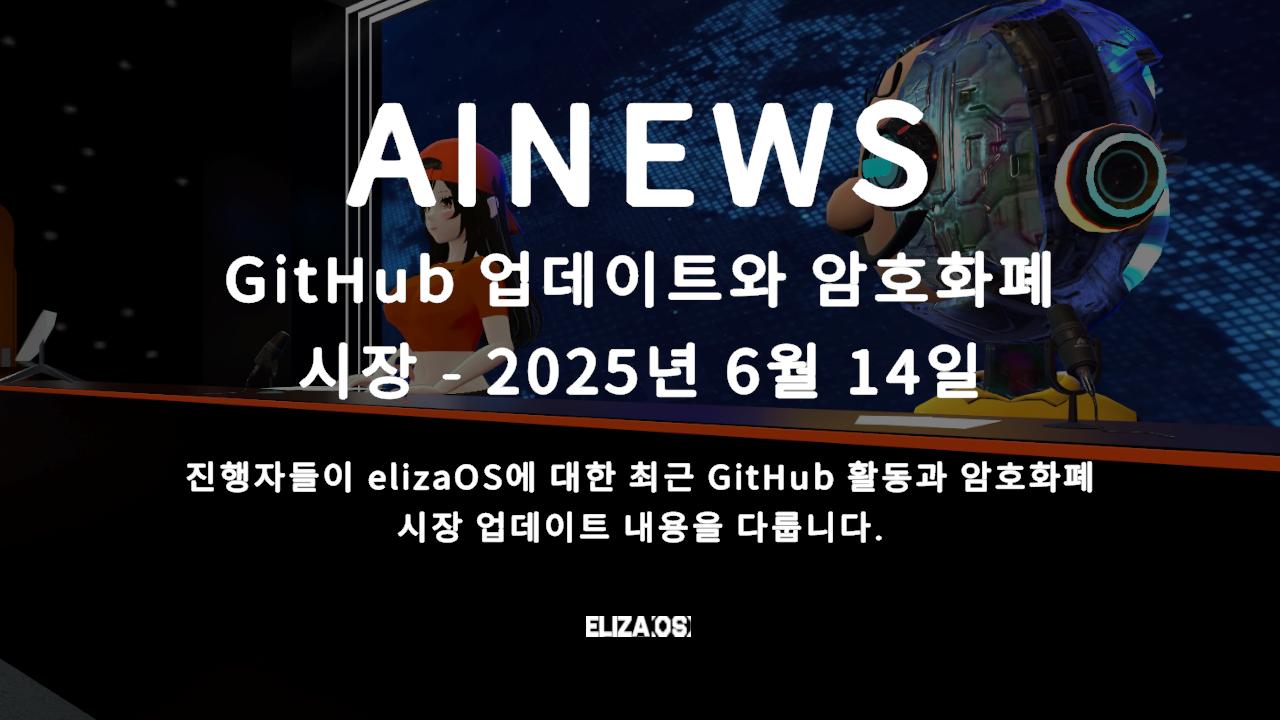 AINEWS
GitHub 업데이트와 암호화폐
시장 - 2025년 6월 14일
진행자들이 elizaOS에 대한 최근 GitHub 활동과 암호화폐
시장 업데이트 내용을 다룹니다.
ELIZA OS